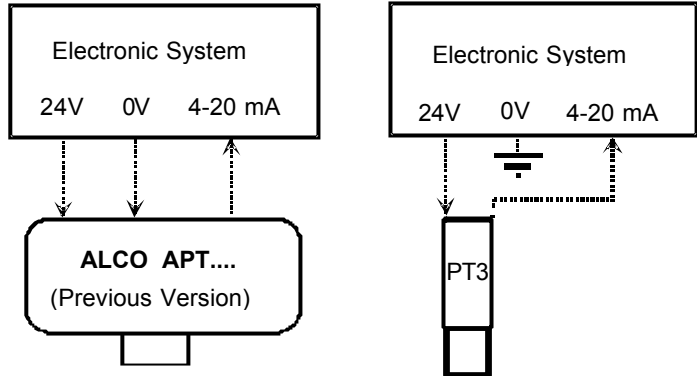 Electronic System
24V 0V 4-20 mA
ALCO APT....
(Previous Version)
Electronic System
24V 0V 4-20 mA
PT3